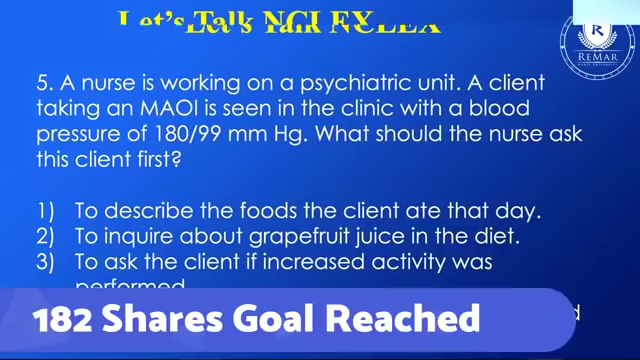 5. A nurse is working on a psychiatric unit. A client
taking an MAOI is seen in the clinic with a blood
pressure of 180/99 mm Hg. What should the nurse ask
this client first?
1) To describe the foods the client ate that day.
2) To inquire about grapefruit juice in the diet.
3) To ask the client if increased activity was
performed
182 Shares Goal Reached
R
REMAR